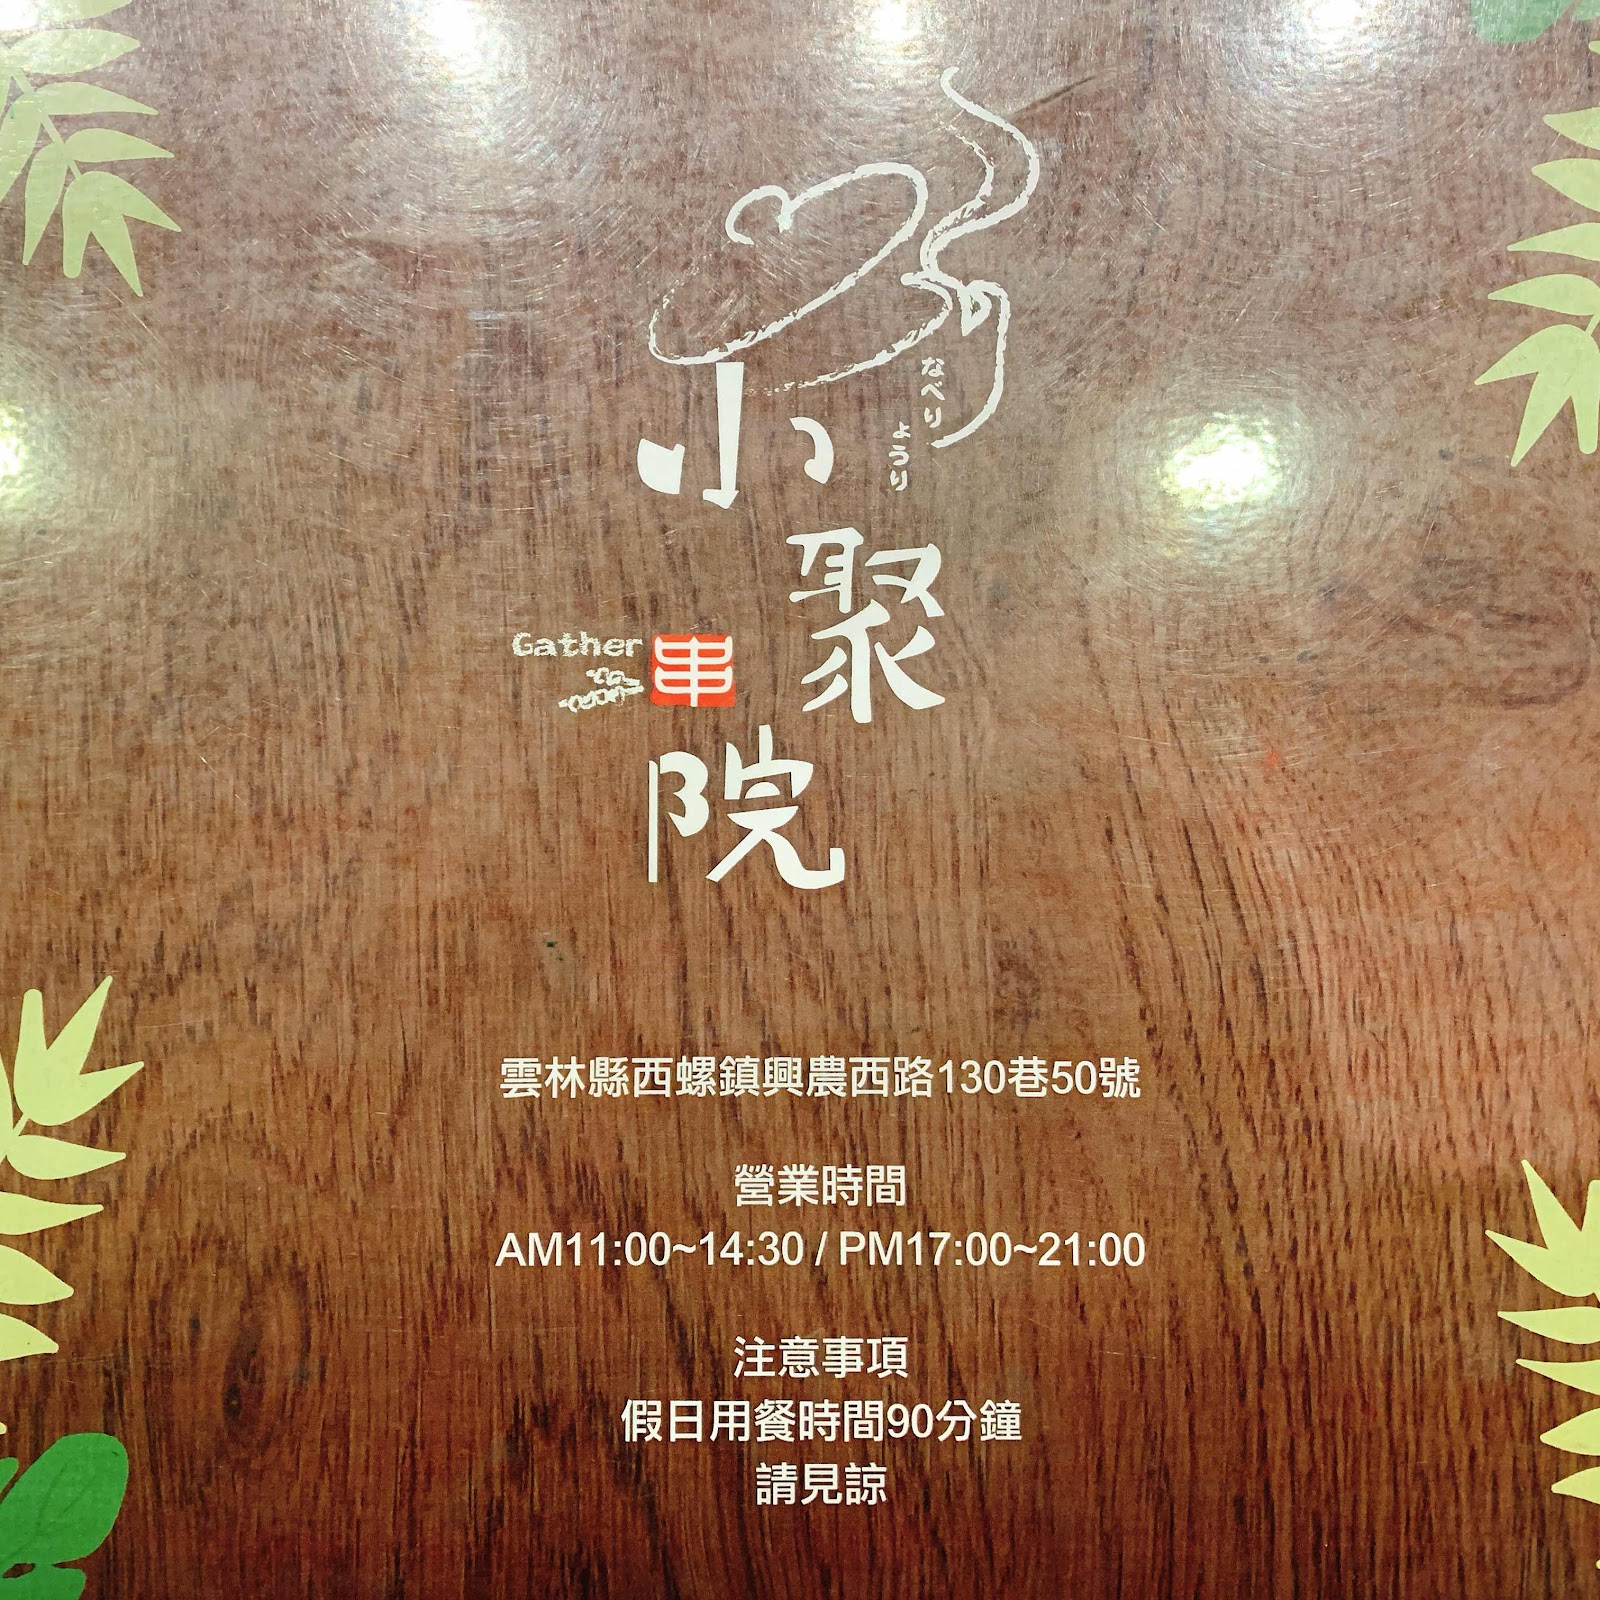 なべり
ょうり
小聚
Gather
串
院
雲林縣西螺鎮興農西路130巷50號
營業時間
AM11:00~14:30 / PM17:00~21:00
注意事項
假日用餐時間90分鐘
請見諒